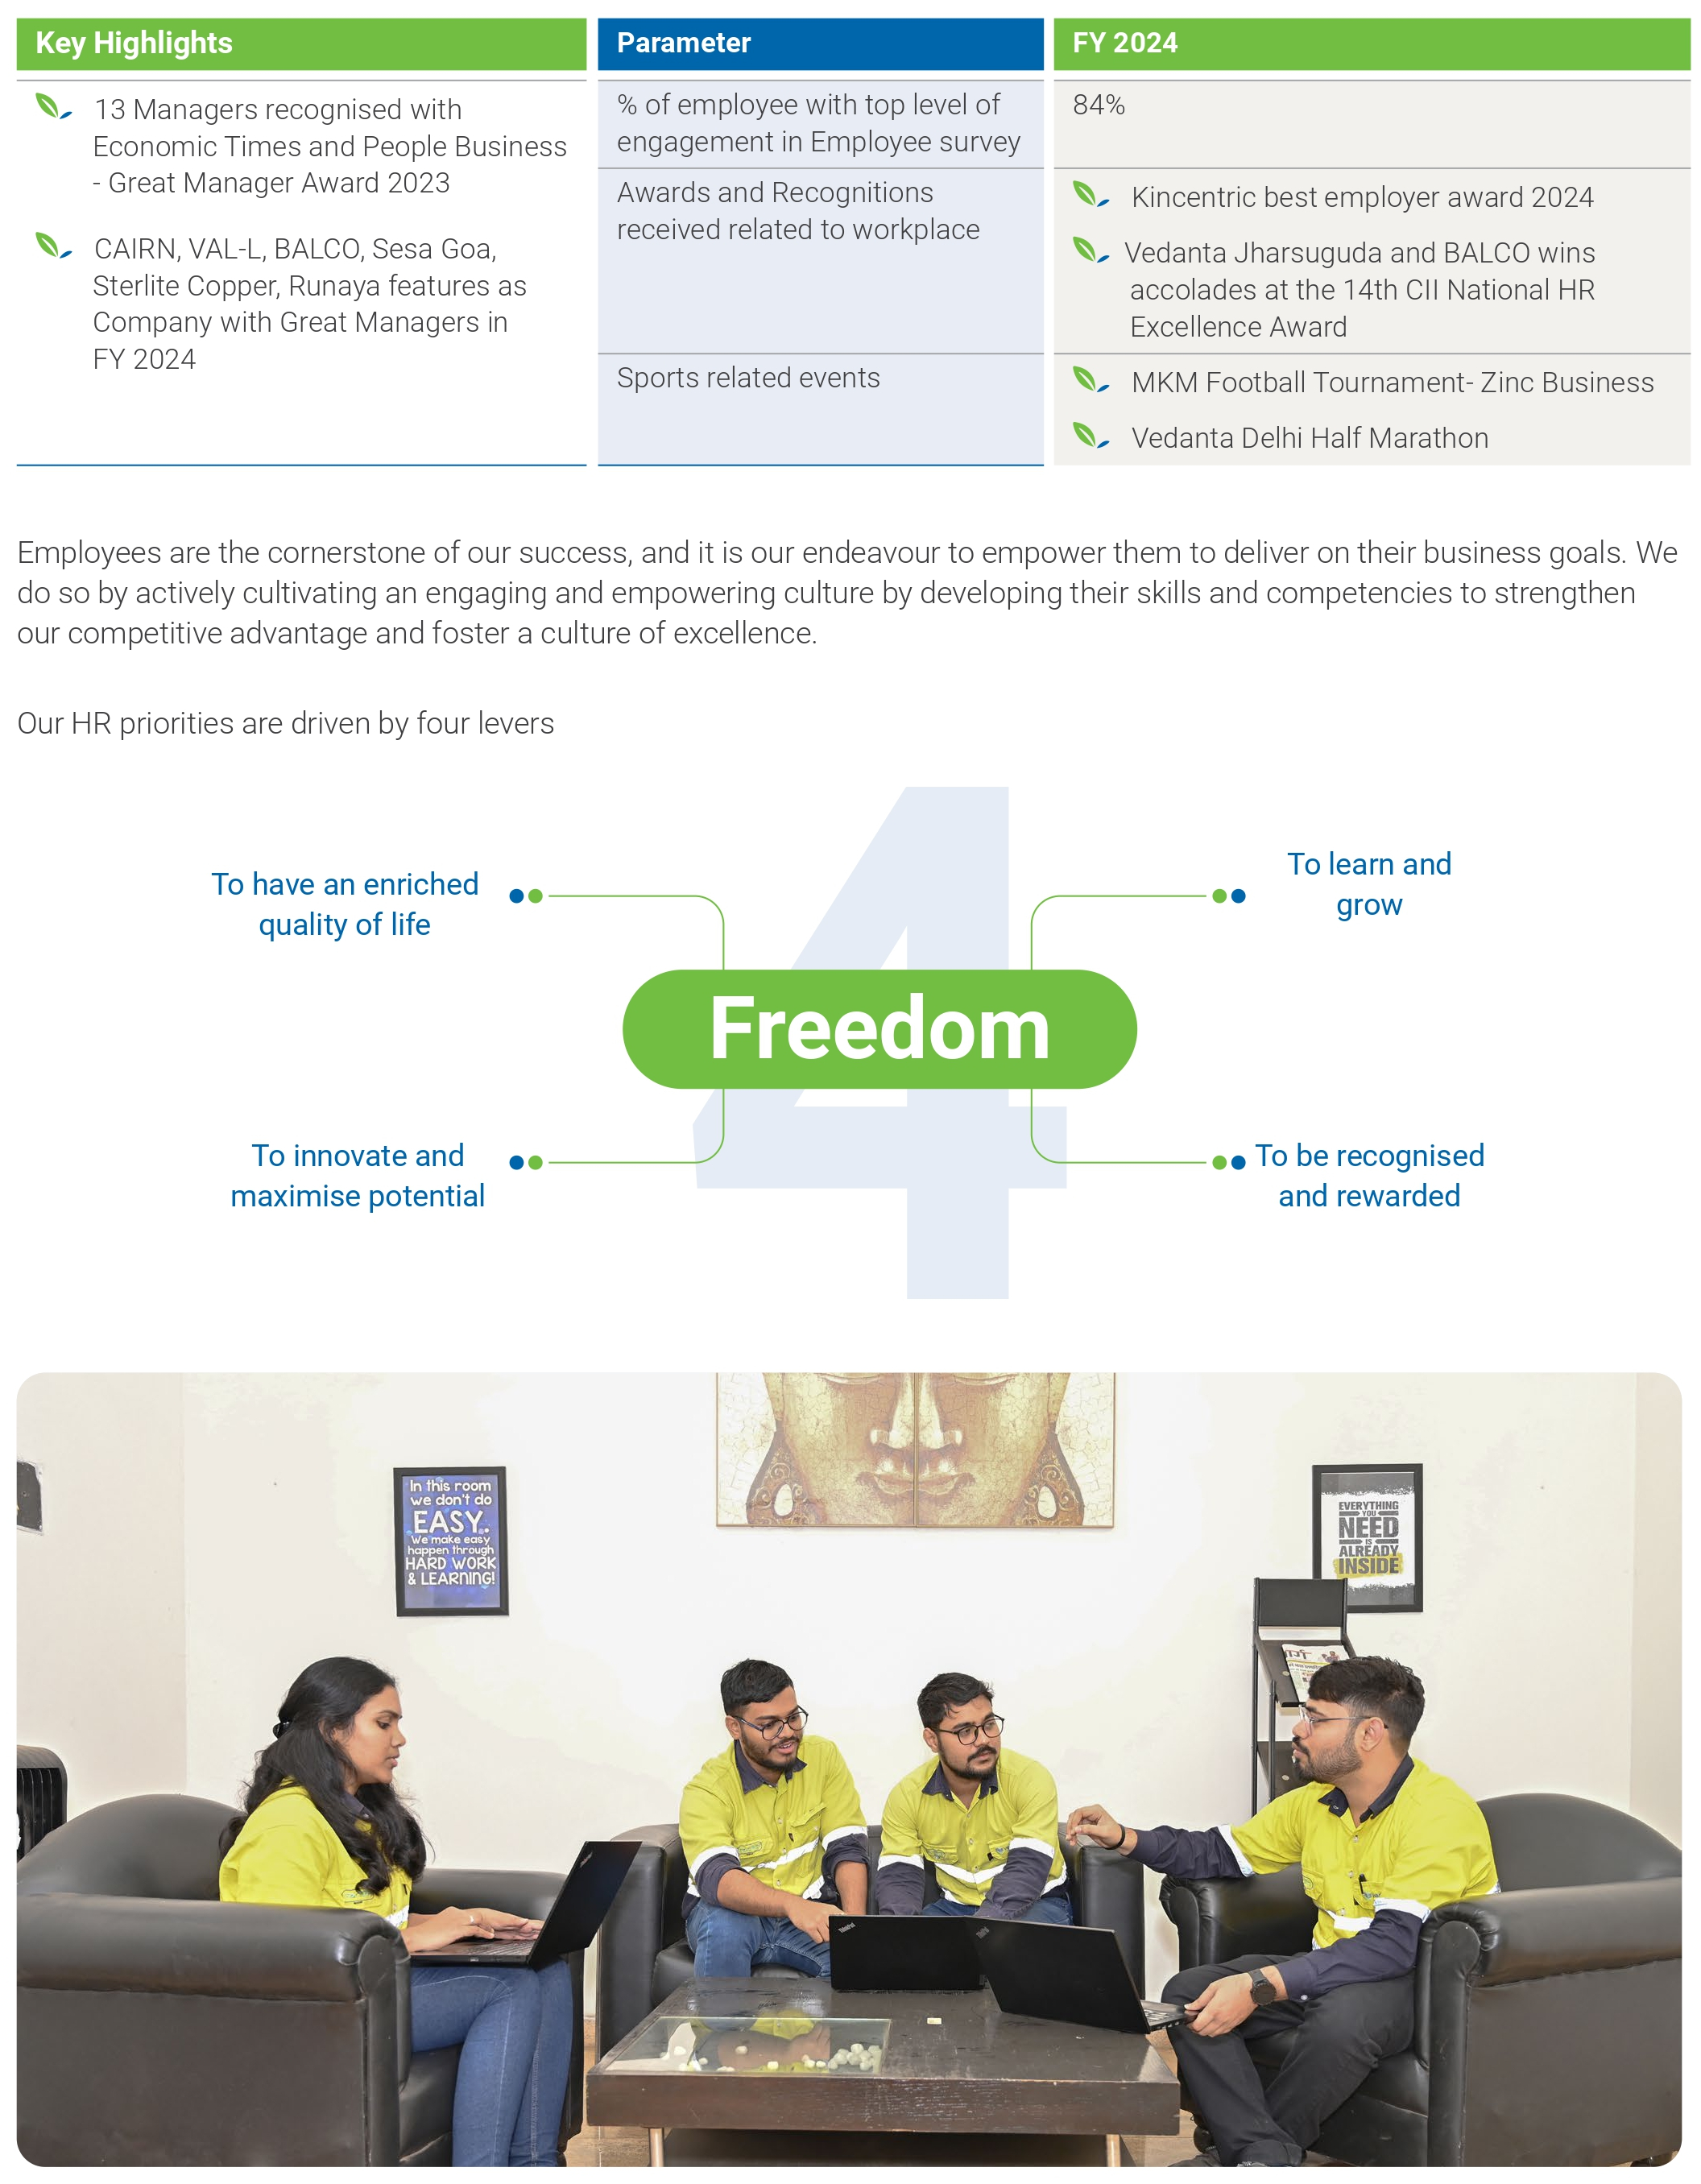 Key Highlights
13 Managers recognised with
Economic Times and People Business
- Great Manager Award 2023
CAIRN, VAL-L, BALCO, Sesa Goa,
Sterlite Copper, Runaya features as
Company with Great Managers in
FY 2024
Parameter
FY 2024
% of employee with top level of
engagement in Employee survey
84%
Awards and Recognitions
received related to workplace
Kincentric best employer award 2024
Vedanta Jharsuguda and BALCO wins
accolades at the 14th CII National HR
Excellence Award
Sports related events
MKM Football Tournament- Zinc Business
Vedanta Delhi Half Marathon
Employees are the cornerstone of our success, and it is our endeavour to empower them to deliver on their business goals. We
do so by actively cultivating an engaging and empowering culture by developing their skills and competencies to strengthen
our competitive advantage and foster a culture of excellence.
Our HR priorities are driven by four levers
4
To have an enriched
quality of life
To learn and
grow
Freedom
To innovate and
maximise potential
To be recognised
and rewarded
In this room
we don't do
EASY.
We make easy
happen through
HARD WORK
& LEARNING!
EVERYTHING
YOU
NEED
IS
ALREADY
INSIDE
ThinkPad